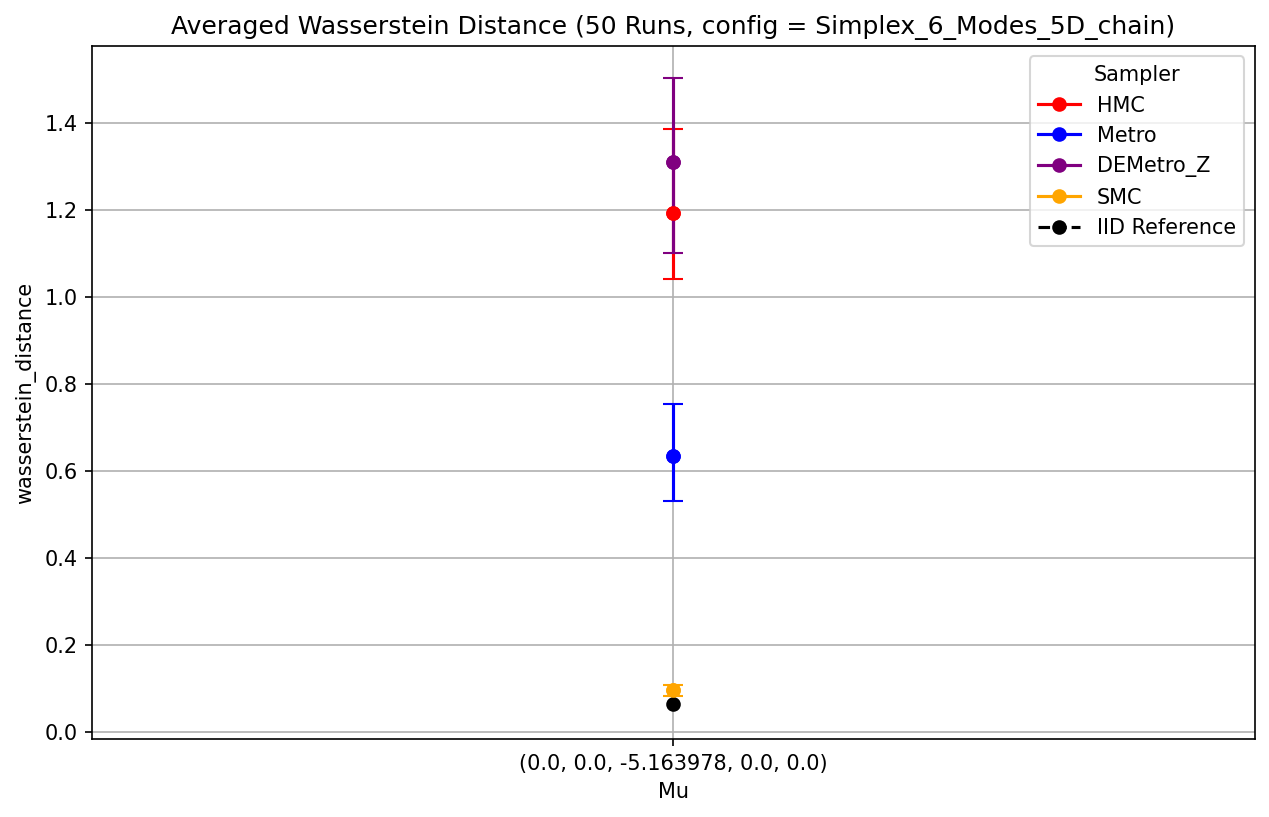 Averaged Wasserstein Distance (50 Runs, config = Simplex_6_Modes_5D_chain)
Sampler
HMC
Metro
DEMetro_Z
SMC
IID Reference
wasserstein_distance
1.4
1.2
1.0
0.8
0.6
0.4
0.2
0.0
(0.0, 0.0, -5.163978, 0.0, 0.0)
Mu